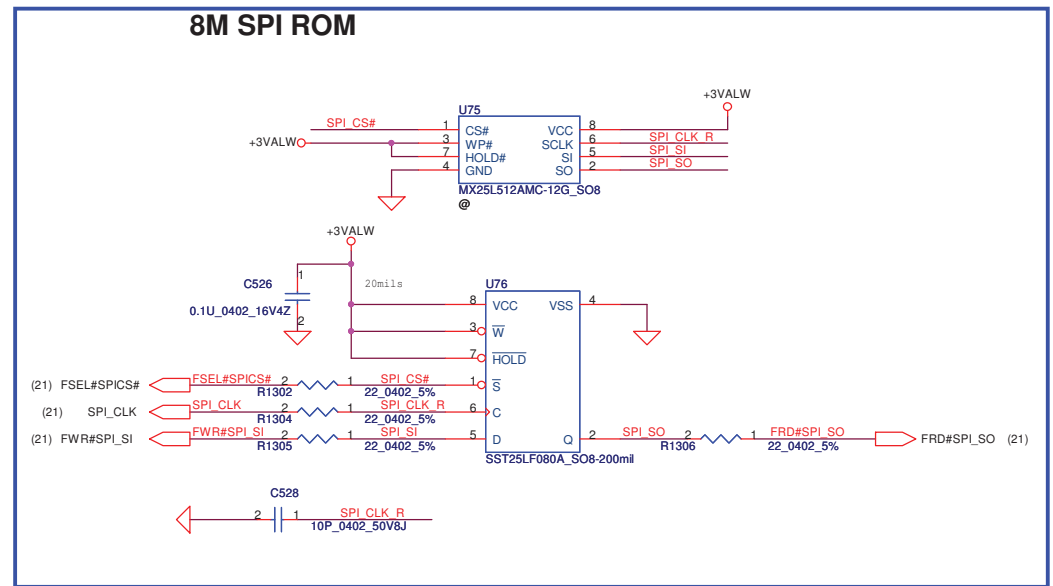 8M SPI ROM
+3VALW
U75
SPI_CS# 1 CS# VCC 8
+3VALW 3 WP# SCLK 6 SPI_CLK_R
7 HOLD# SI 5 SPI_SI
4 GND SO 2 SPI_SO
MX25L512AMC-12G_SO8
@
+3VALW
C526 1 20mils U76
0.1U_0402_16V4Z 2
8 VCC VSS 4
3 W
7 HOLD
(21) FSEL#SPICS# FSEL#SPICS# 2 1 SPI_CS# 1 S
R1302 22_0402_5%
(21) SPI_CLK SPI_CLK 2 1 SPI_CLK_R 6 C
R1304 22_0402_5%
(21) FWR#SPI_SI FWR#SPI_SI 2 1 SPI_SI 5 D Q 2 SPI_SO 2 1 FRD#SPI_SO FRD#SPI_SO (21)
R1305 22_0402_5% R1306 22_0402_5%
SST25LF080A_SO8-200mil
C528
2 1 SPI_CLK_R
10P_0402_50V8J